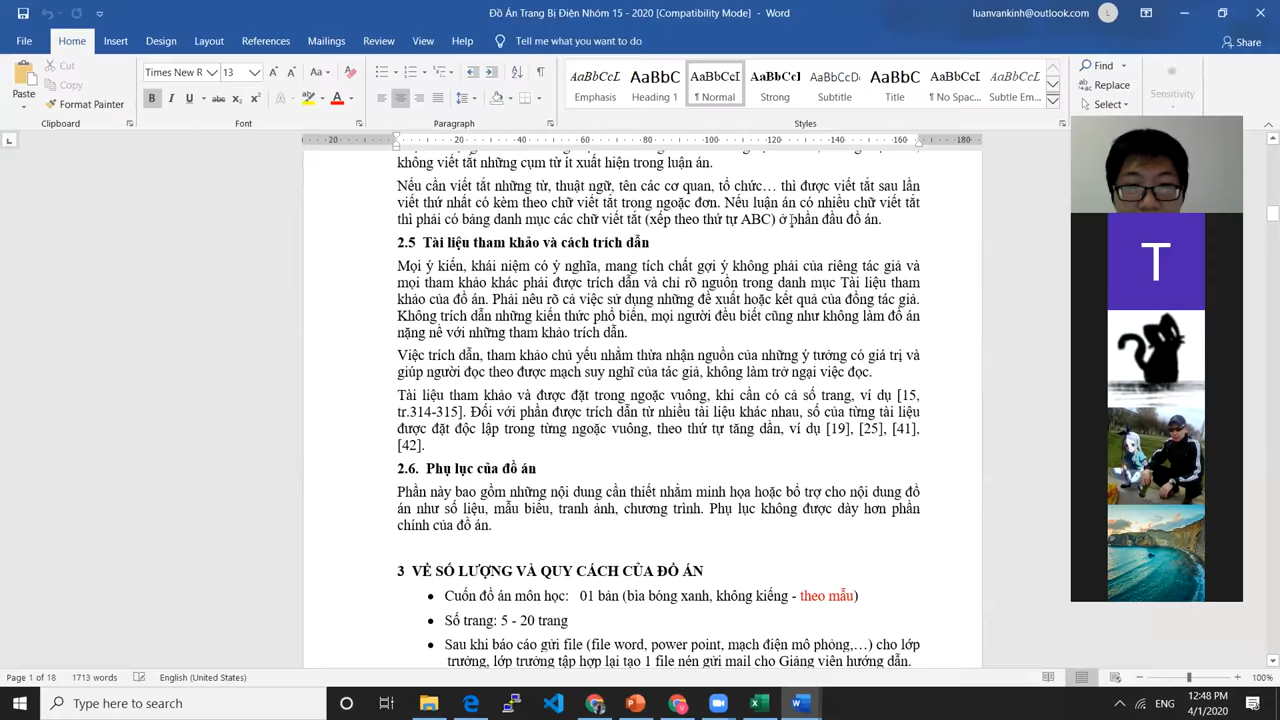 Đồ Án Trang Bị Điện Nhóm 15 - 2020 [Compatibility Mode] - Word
luanvankinh@outlook.com
L
File Home Insert Draw Design Layout References Mailings Review View Help Tell me what you want to do
Share
Paste
Cut
Copy
Format Painter
Clipboard
Times New R 13
Font
Paragraph
AaBbCcL AaBbC AaBbCcI AaBbCcI AaBbCcD AaBbC AaBbCcI AaBbCcI
Emphasis Heading 1 ¶ Normal Strong Subtitle Title ¶ No Spac... Subtle Em...
Styles
Find
Replace
Select
Editing
Sensitivity
Sensitivity
20 20 40 60 80 100 120 140 160 180
không viết tắt những cụm từ ít xuất hiện trong luận án.
Nếu cần viết tắt những từ, thuật ngữ, tên các cơ quan, tổ chức… thì được viết tắt sau lần
viết thứ nhất có kèm theo chữ viết tắt trong ngoặc đơn. Nếu luận án có nhiều chữ viết tắt
thì phải có bảng danh mục các chữ viết tắt (xếp theo thứ tự ABC) ở phần đầu đồ án.
2.5 Tài liệu tham khảo và cách trích dẫn
Mọi ý kiến, khái niệm có ý nghĩa, mang tích chất gợi ý không phải của riêng tác giả và
mọi tham khảo khác phải được trích dẫn và chỉ rõ nguồn trong danh mục Tài liệu tham
khảo của đồ án. Phải nêu rõ cả việc sử dụng những đề xuất hoặc kết quả của đồng tác giả.
Không trích dẫn những kiến thức phổ biến, mọi người đều biết cũng như không làm đồ án
nặng nề với những tham khảo trích dẫn.
Việc trích dẫn, tham khảo chủ yếu nhằm thừa nhận nguồn của những ý tưởng có giá trị và
giúp người đọc theo được mạch suy nghĩ của tác giả, không làm trở ngại việc đọc.
Tài liệu tham khảo và được đặt trong ngoặc vuông, khi cần có cả số trang, ví dụ [15,
tr.314-315]. Đối với phần được trích dẫn từ nhiều tài liệu khác nhau, số của từng tài liệu
được đặt độc lập trong từng ngoặc vuông, theo thứ tự tăng dần, ví dụ [19], [25], [41],
[42].
2.6. Phụ lục của đồ án
Phần này bao gồm những nội dung cần thiết nhằm minh họa hoặc bổ trợ cho nội dung đồ
án như số liệu, mẫu biểu, tranh ảnh, chương trình. Phụ lục không được dày hơn phần
chính của đồ án.
3 VỀ SỐ LƯỢNG VÀ QUY CÁCH CỦA ĐỒ ÁN
• Cuốn đồ án môn học: 01 bản (bìa bóng xanh, không kiếng - theo mẫu)
• Số trang: 5 - 20 trang
• Sau khi báo cáo gửi file (file word, power point, mạch điện mô phỏng,…) cho lớp
trưởng, lớp trưởng tập hợp lại tạo 1 file nén gửi mail cho Giảng viên hướng dẫn.
T
Page 1 of 18 1713 words English (United States)
100%
Type here to search
ENG
12:48 PM
4/1/2020